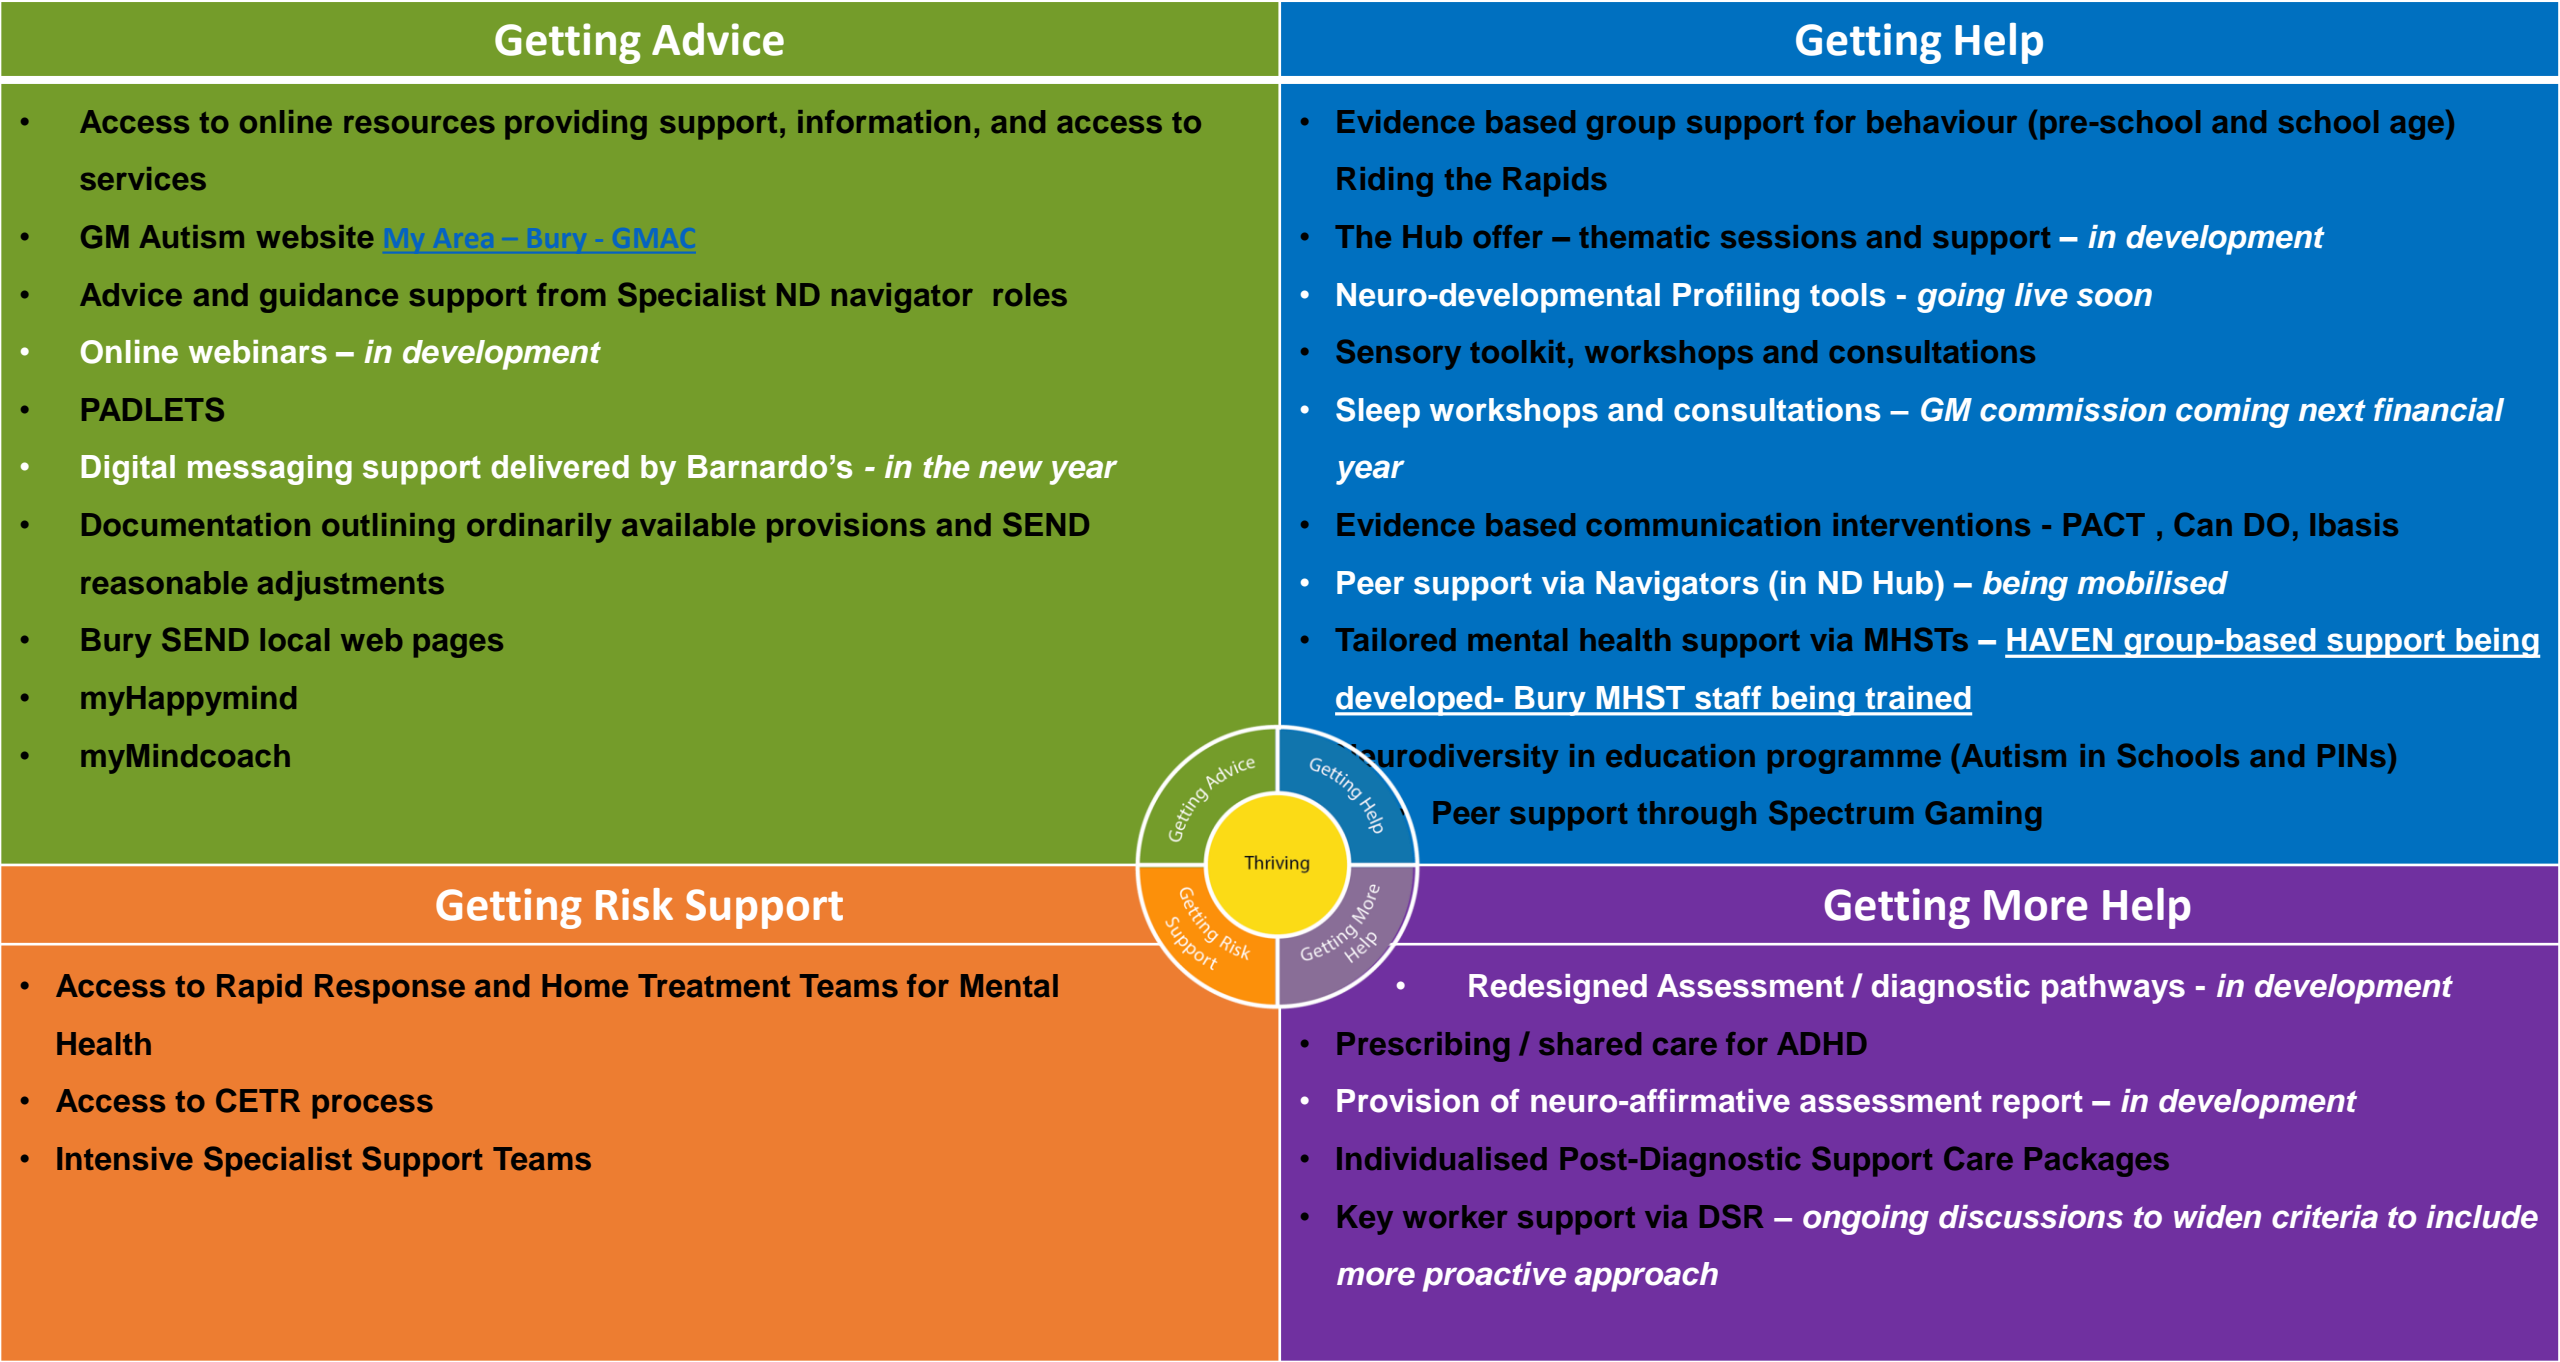 Getting Advice
• Access to online resources providing support, information, and access to
services
• GM Autism website My Area – Bury - GMAC
• Advice and guidance support from Specialist ND navigator  roles
• Online webinars – in development
• PADLETS
• Digital messaging support delivered by Barnardo’s - in the new year
• Documentation outlining ordinarily available provisions and SEND
reasonable adjustments
• Bury SEND local web pages
• myHappymind
• myMindcoach
Getting Help
• Evidence based group support for behaviour (pre-school and school age)
Riding the Rapids
• The Hub offer – thematic sessions and support – in development
• Neuro-developmental Profiling tools - going live soon
• Sensory toolkit, workshops and consultations
• Sleep workshops and consultations – GM commission coming next financial
year
• Evidence based communication interventions - PACT , Can DO, Ibasis
• Peer support via Navigators (in ND Hub) – being mobilised
• Tailored mental health support via MHSTs – HAVEN group-based support being
developed- Bury MHST staff being trained
Neurodiversity in education programme (Autism in Schools and PINs)
• Peer support through Spectrum Gaming
Getting Advice
Getting Help
Thriving
Getting Risk
Support
Getting More
Help
Getting Risk Support
• Access to Rapid Response and Home Treatment Teams for Mental
Health
• Access to CETR process
• Intensive Specialist Support Teams
Getting More Help
• Redesigned Assessment / diagnostic pathways - in development
• Prescribing / shared care for ADHD
• Provision of neuro-affirmative assessment report – in development
• Individualised Post-Diagnostic Support Care Packages
• Key worker support via DSR – ongoing discussions to widen criteria to include
more proactive approach